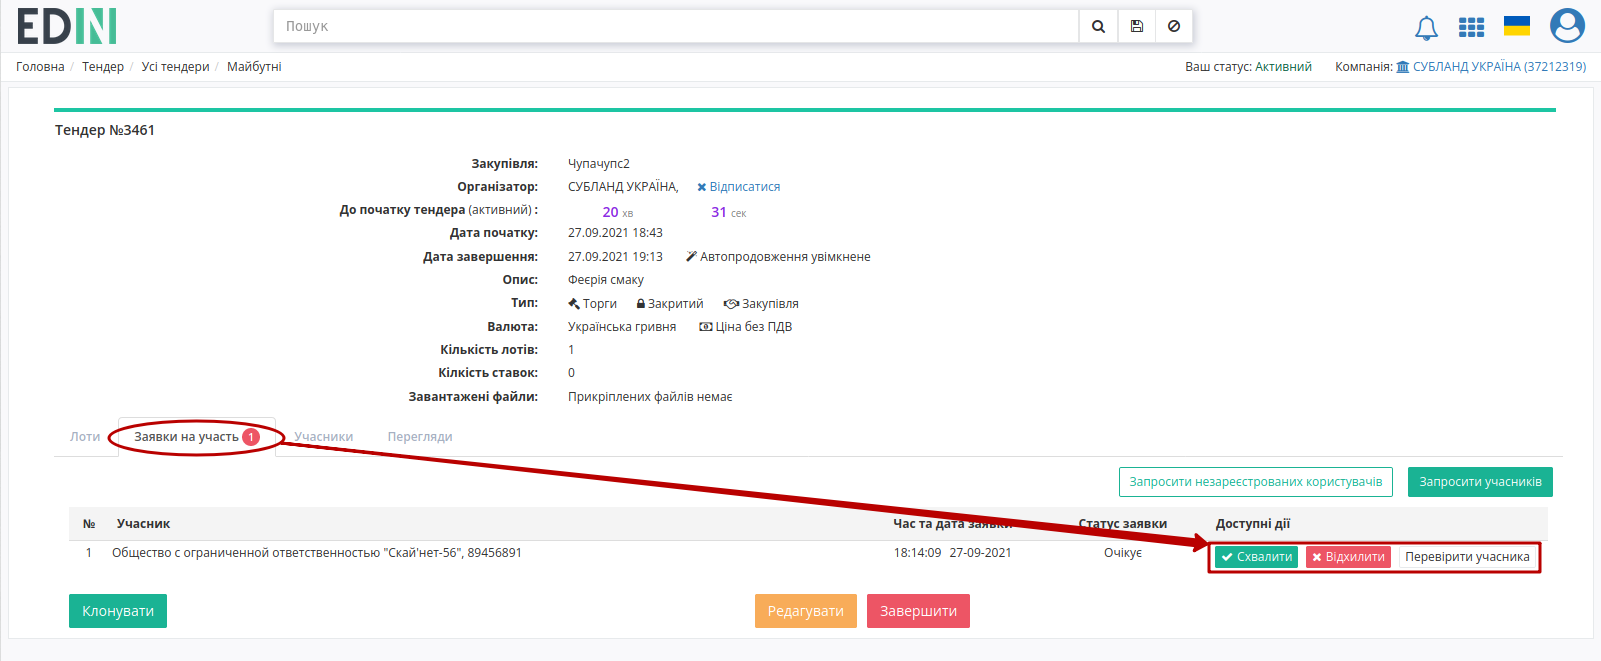 EDIN
Пошук
Головна / Тендер / Усі тендери / Майбутні
Ваш статус: Активний Компанія: СУБЛАНД УКРАЇНА (37212319)
Тендер №3461
Закупівля: Чупачупс2
Організатор: СУБЛАНД УКРАЇНА, Відписатися
До початку тендера (активний) : 20 хв 31 сек
Дата початку: 27.09.2021 18:43
Дата завершення: 27.09.2021 19:13 Автопродовження увімкнене
Опис: Феєрія смаку
Тип: Торги Закритий Закупівля
Валюта: Українська гривня Ціна без ПДВ
Кількість лотів: 1
Кілкість ставок: 0
Завантажені файли: Прикріплених файлів немає
Лоти Заявки на участь 1 Учасники Перегляди
Запросити незареєстрованих користувачів Запросити учасників
№ Учасник Час та дата заявки Статус заявки Доступні дії
1 Общество с ограниченной ответственностью "Скай'нет-56", 89456891 18:14:09 27-09-2021 Очікує Схвалити Відхилити Перевірити учасника
Клонувати Редагувати Завершити